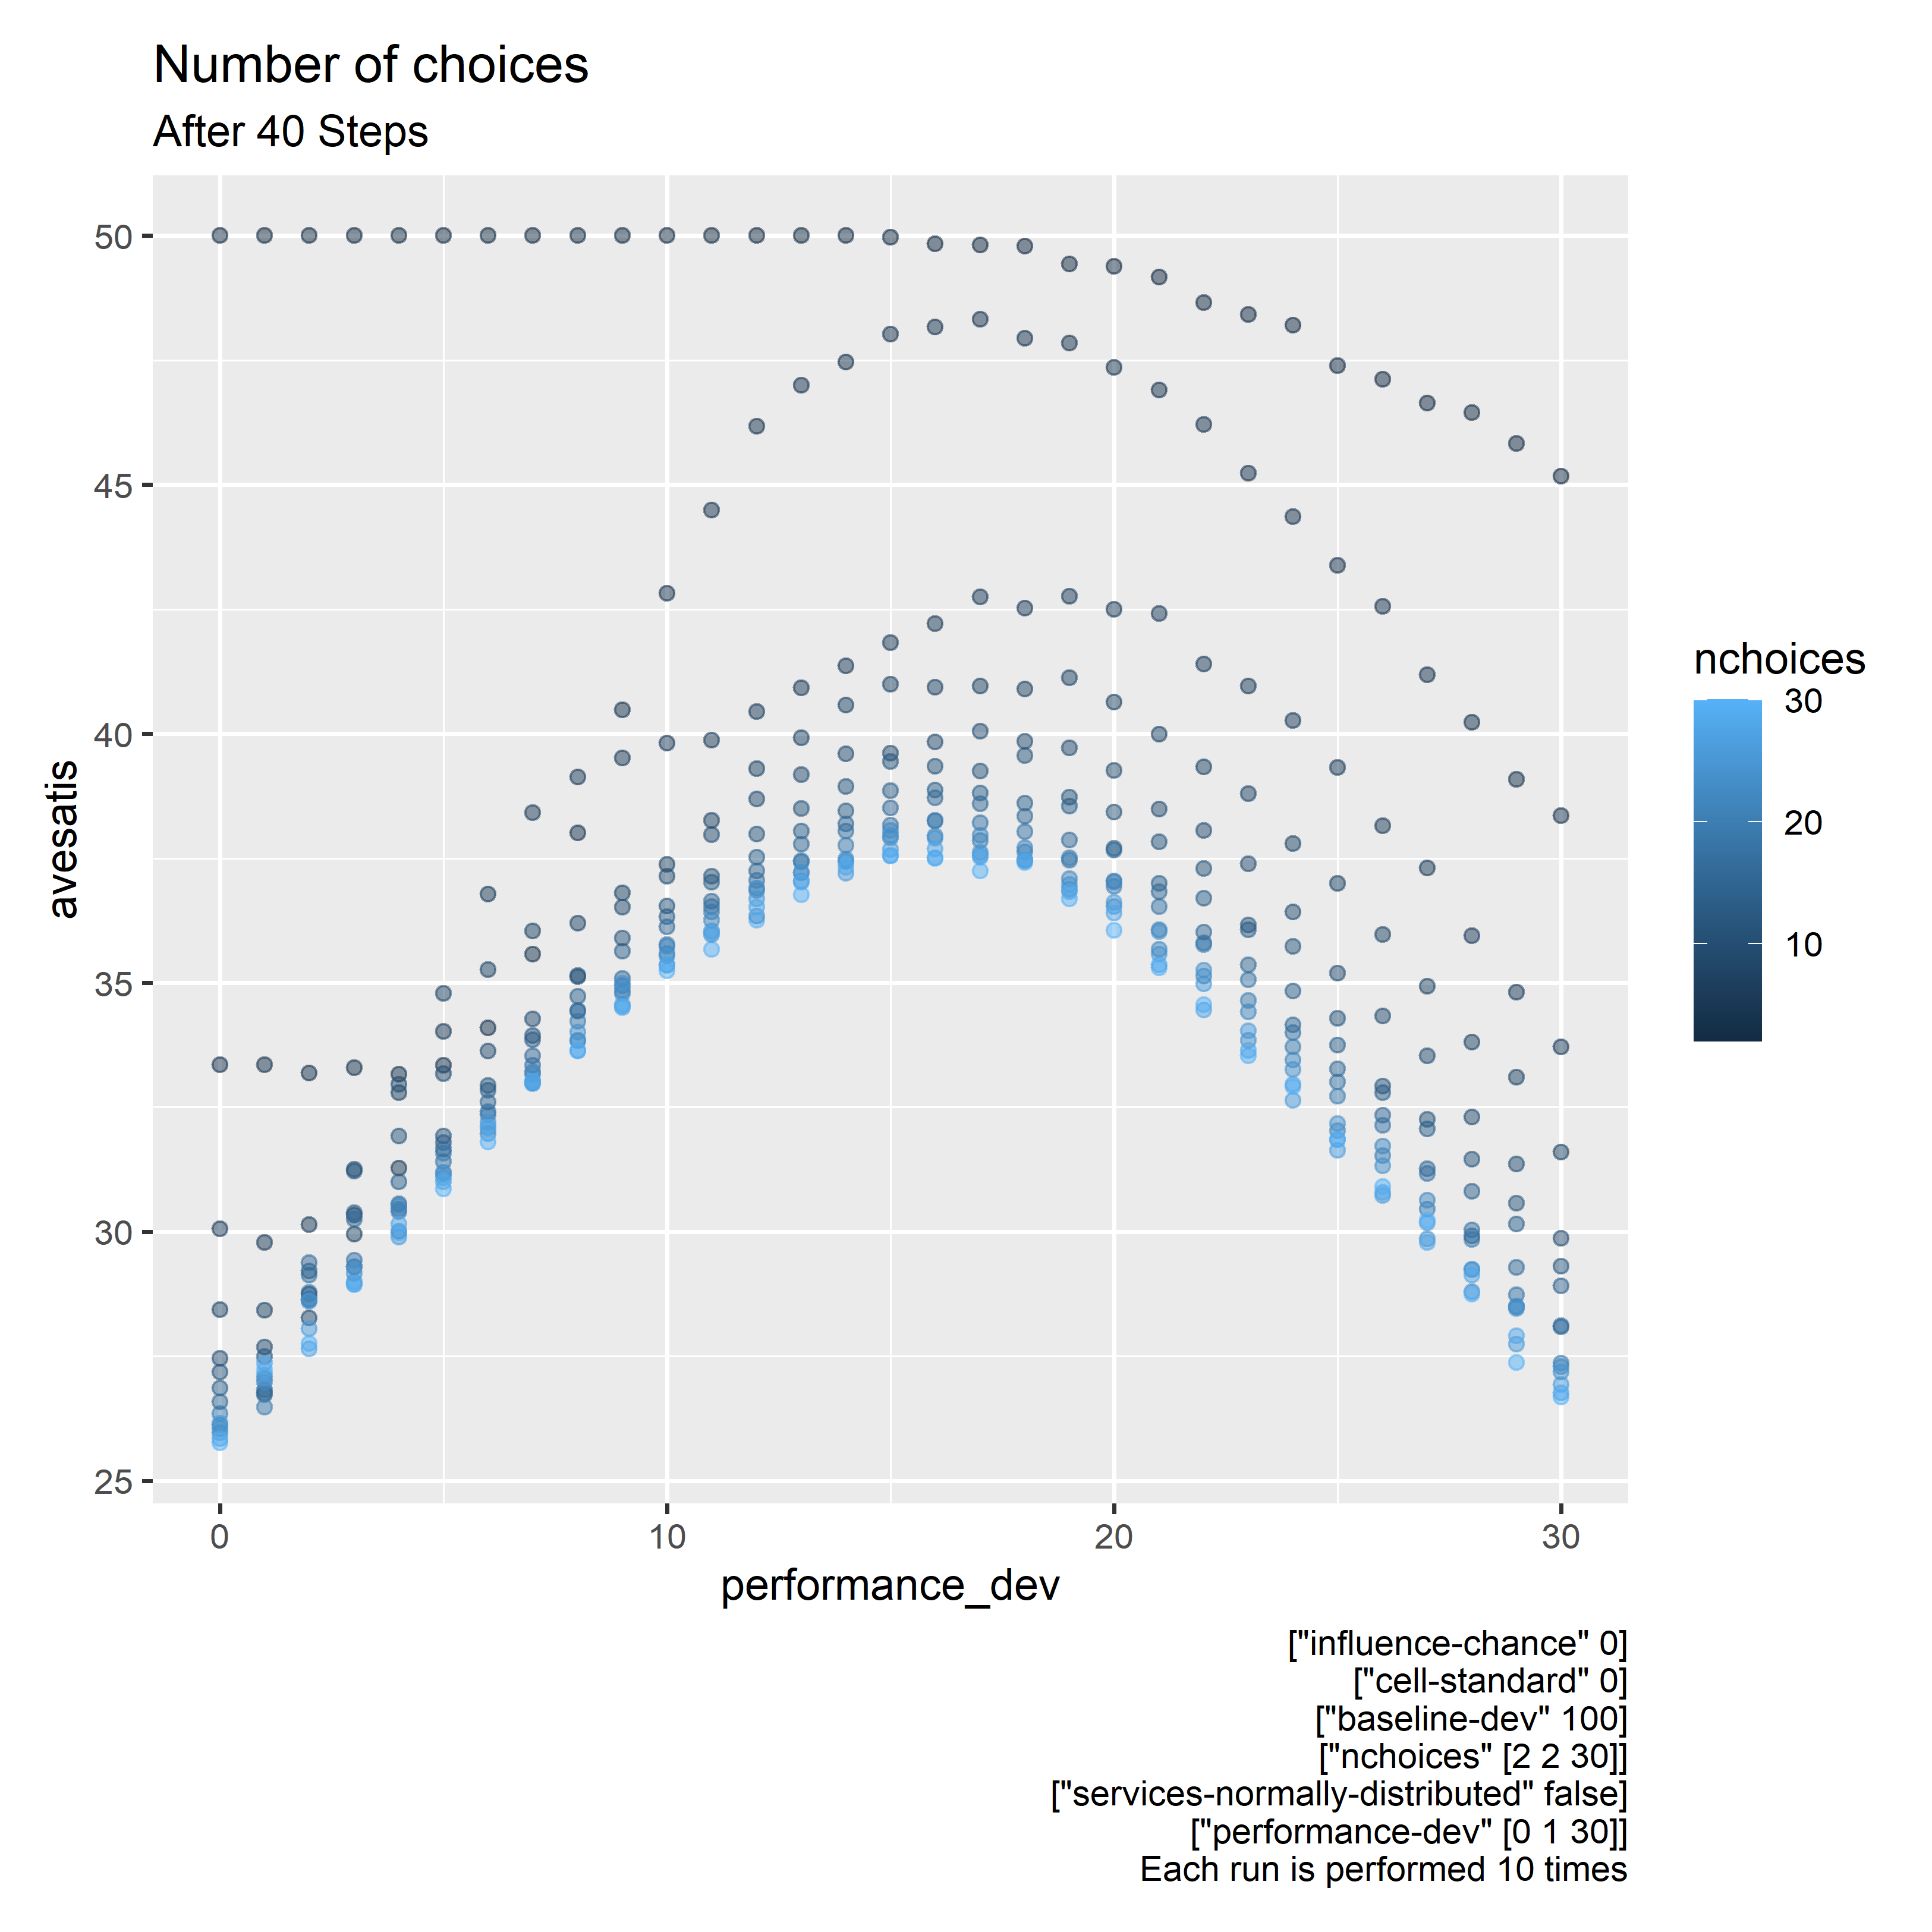 Number of choices
After 40 Steps
50
45
40
35
30
25
avesatis
0
10
20
30
performance_dev
nchoices
30
20
10
["influence-chance" 0]
["cell-standard" 0]
["baseline-dev" 100]
["nchoices" [2 2 30]]
["services-normally-distributed" false]
["performance-dev" [0 1 30]]
Each run is performed 10 times